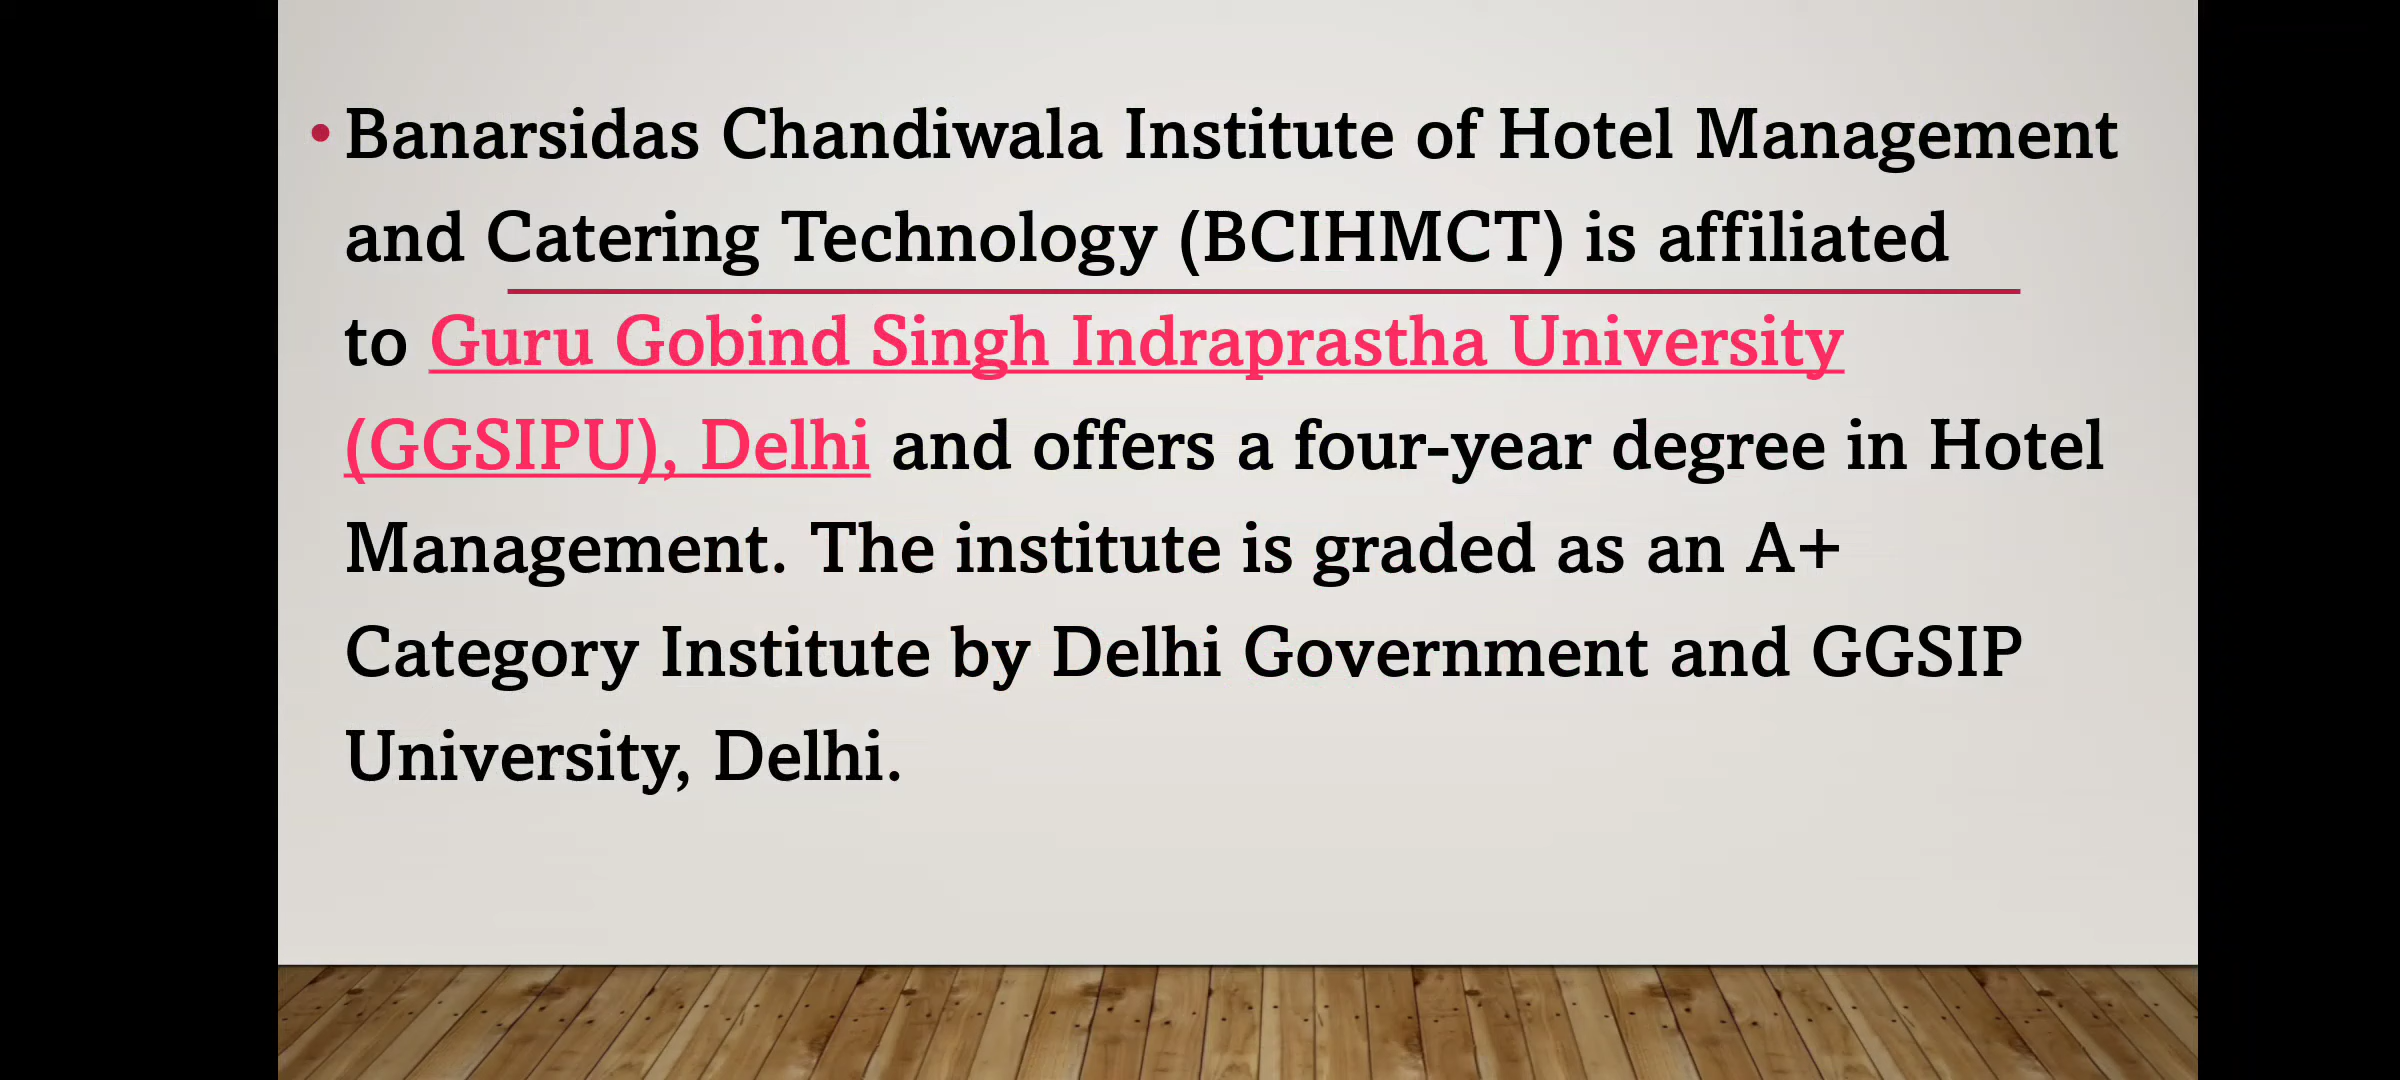 • Banarsidas Chandiwala Institute of Hotel Management
and Catering Technology (BCIHMCT) is affiliated
to Guru Gobind Singh Indraprastha University
(GGSIPU), Delhi and offers a four-year degree in Hotel
Management. The institute is graded as an A+
Category Institute by Delhi Government and GGSIP
University, Delhi.